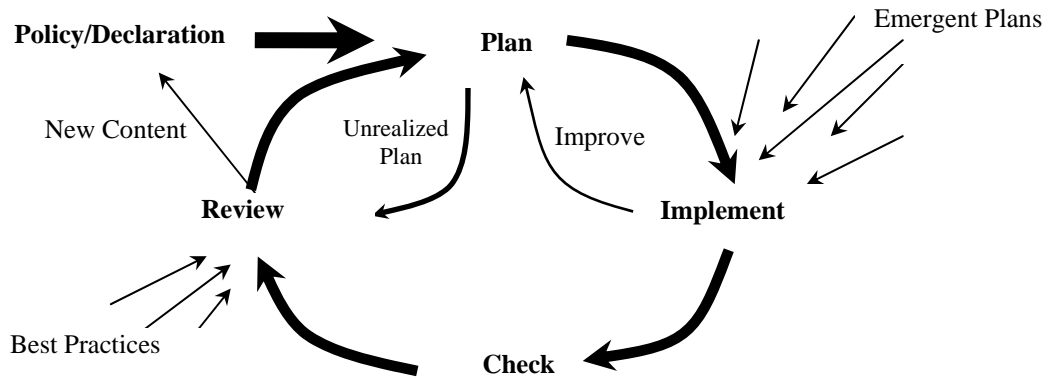 Emergent Plans
Policy/Declaration
Plan
New Content
Unrealized
Plan
Improve
Review
Implement
Best Practices
Check